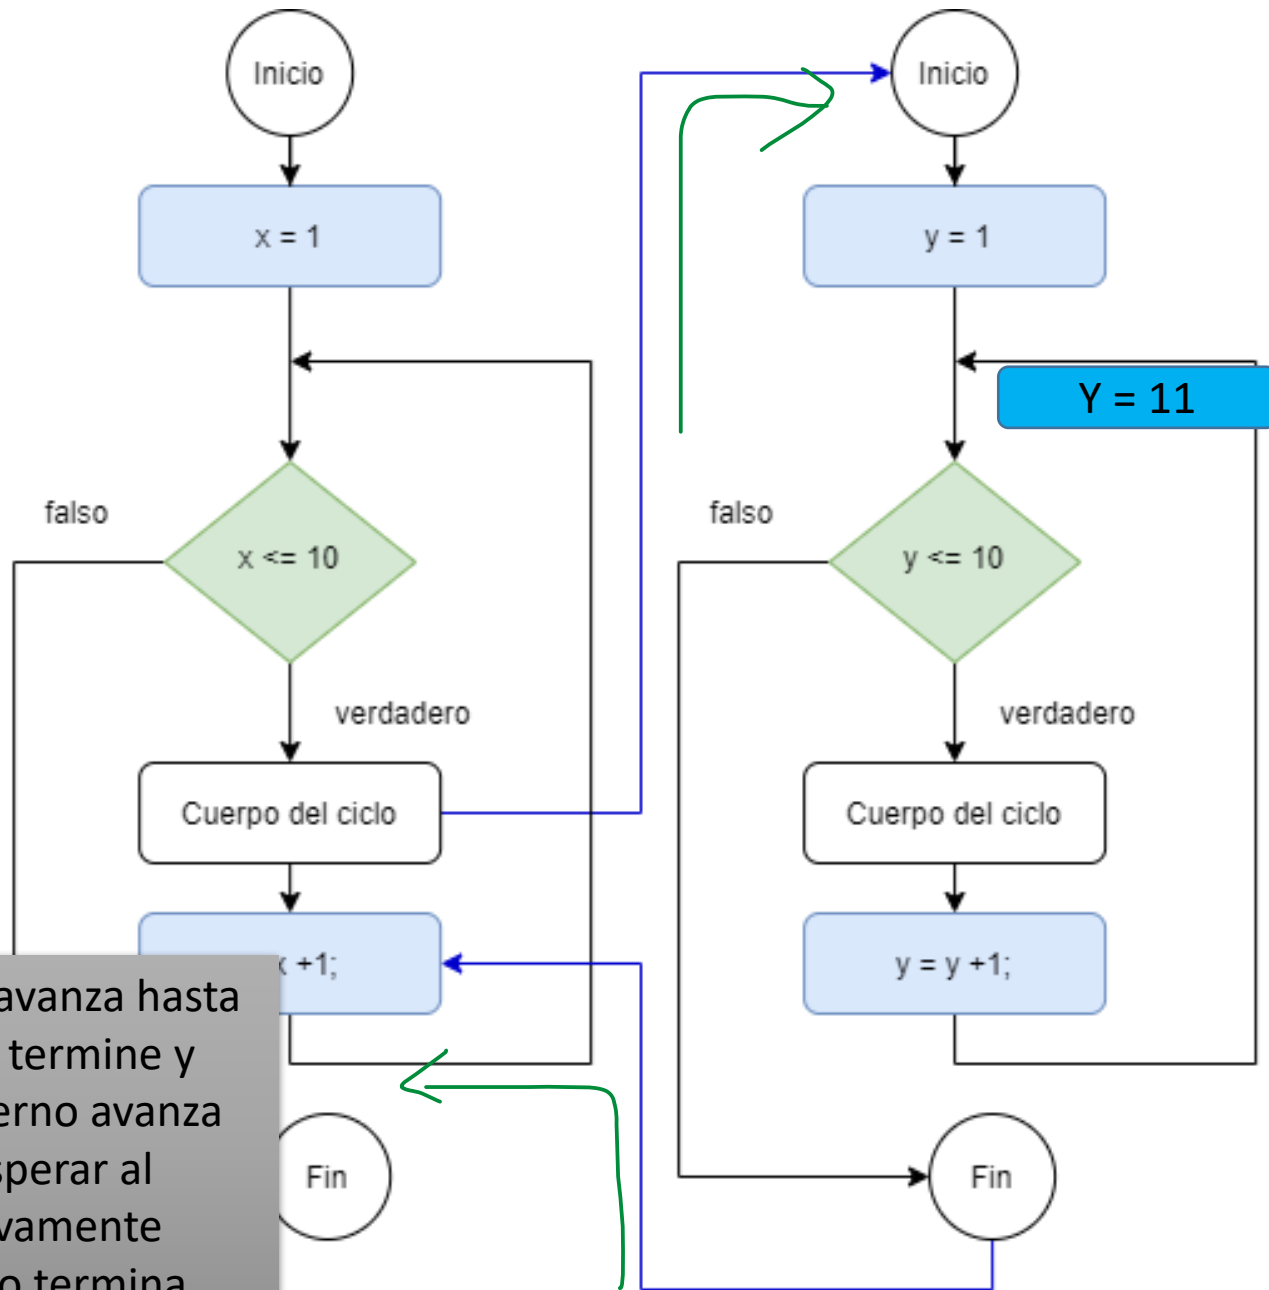 Inicio
x = 1
falso
x <= 10
verdadero
Cuerpo del ciclo
x +1;
avanza hasta
termine y
erno avanza
sperar al
vamente
o termina
Fin
Inicio
y = 1
Y = 11
falso
y <= 10
verdadero
Cuerpo del ciclo
y = y +1;
Fin